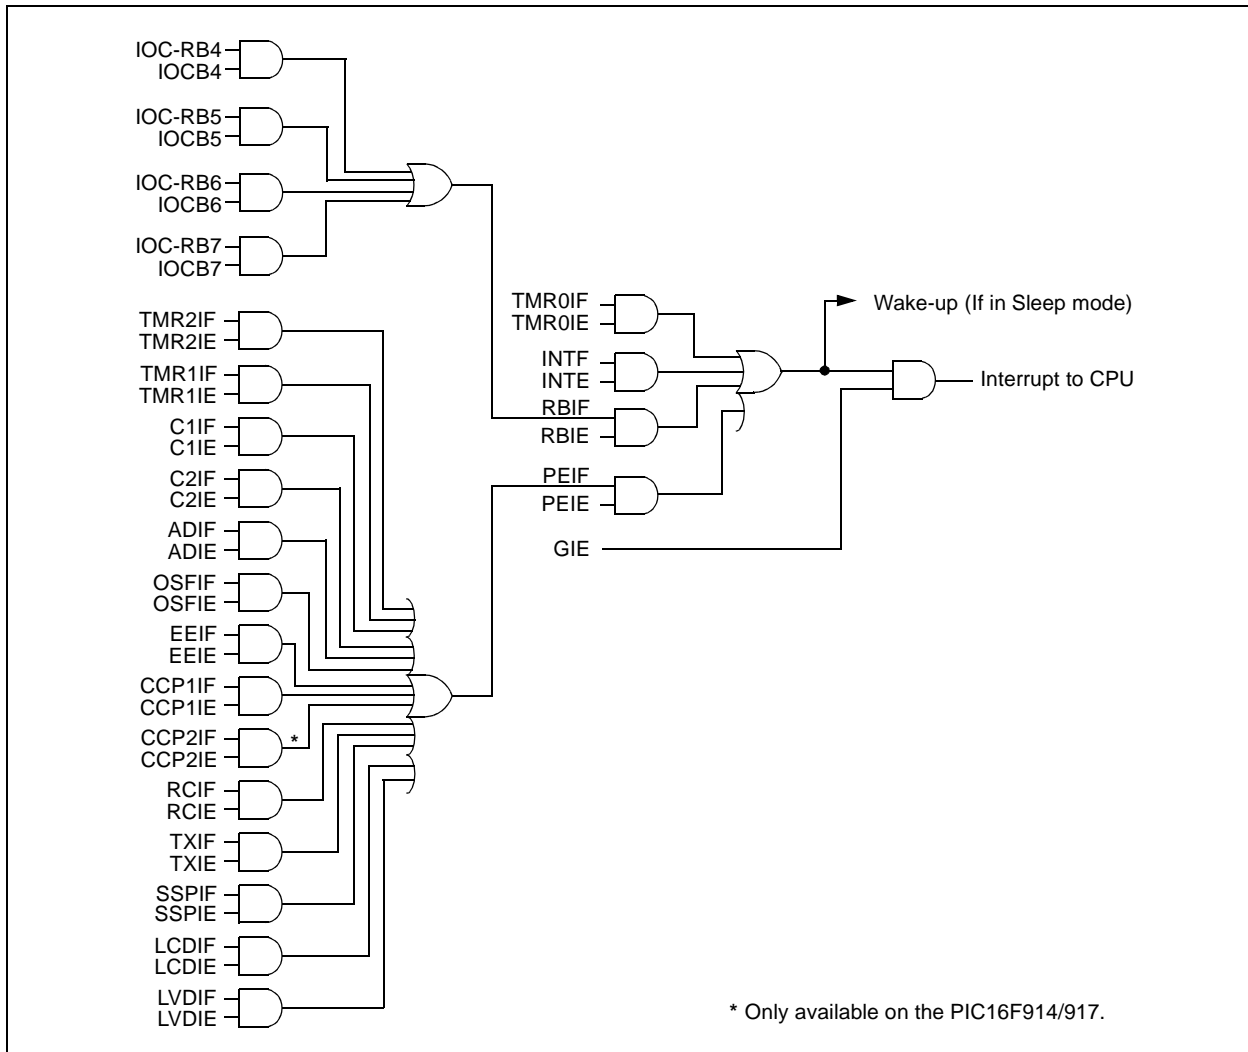 IOC-RB4
IOCB4
IOC-RB5
IOCB5
IOC-RB6
IOCB6
IOC-RB7
IOCB7
TMR2IF
TMR2IE
TMR1IF
TMR1IE
C1IF
C1IE
C2IF
C2IE
ADIF
ADIE
OSFIF
OSFIE
EEIF
EEIE
CCP1IF
CCP1IE
CCP2IF
*
CCP2IE
RCIF
RCIE
TXIF
TXIE
SSPIF
SSPIE
LCDIF
LCDIE
LVDIF
LVDIE
TMR0IF
TMR0IE
INTF
INTE
RBIF
RBIE
PEIF
PEIE
GIE
Wake-up (If in Sleep mode)
Interrupt to CPU
* Only available on the PIC16F914/917.